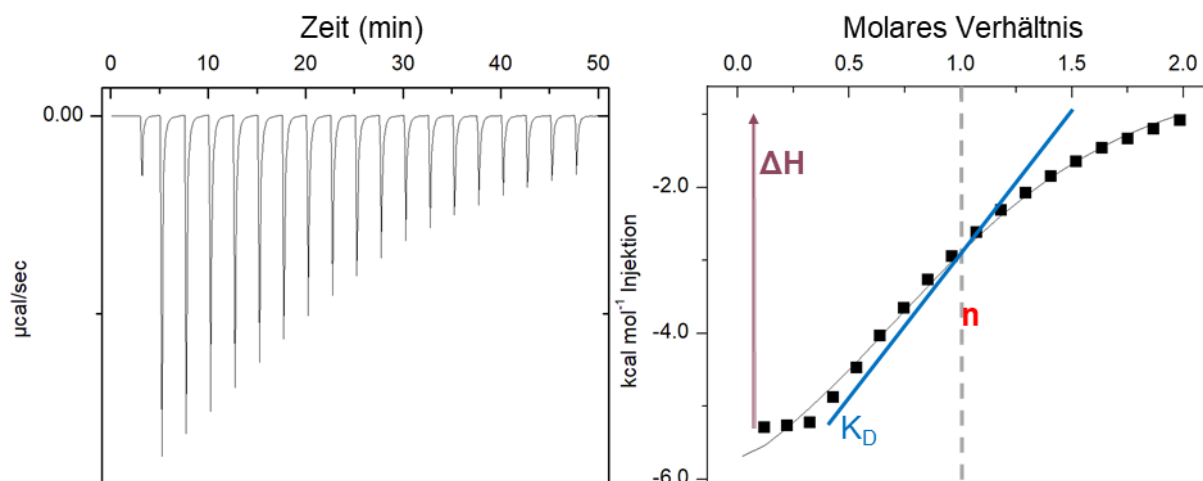 Zeit (min)
0 10 20 30 40 50
0.00
µcal/sec
Molares Verhältnis
0.0 0.5 1.0 1.5 2.0
-2.0
-4.0
-6.0
kcal mol⁻¹ Injektion
ΔH
n
K_D